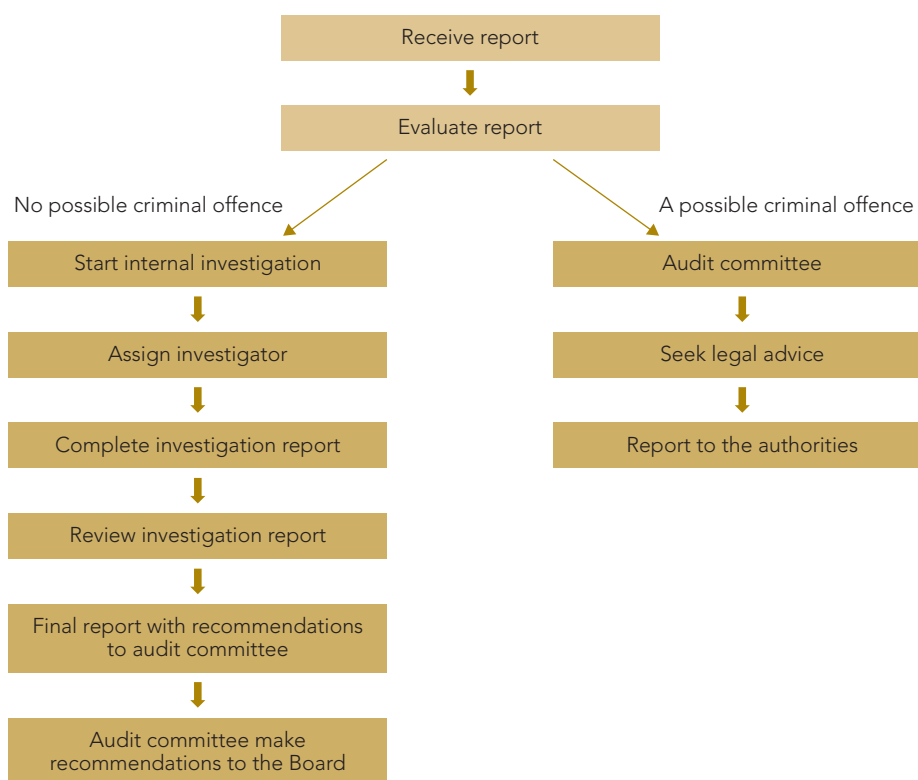 Receive report
Evaluate report
No possible criminal offence
A possible criminal offence
Start internal investigation
Audit committee
Assign investigator
Seek legal advice
Complete investigation report
Report to the authorities
Review investigation report
Final report with recommendations
to audit committee
Audit committee make
recommendations to the Board